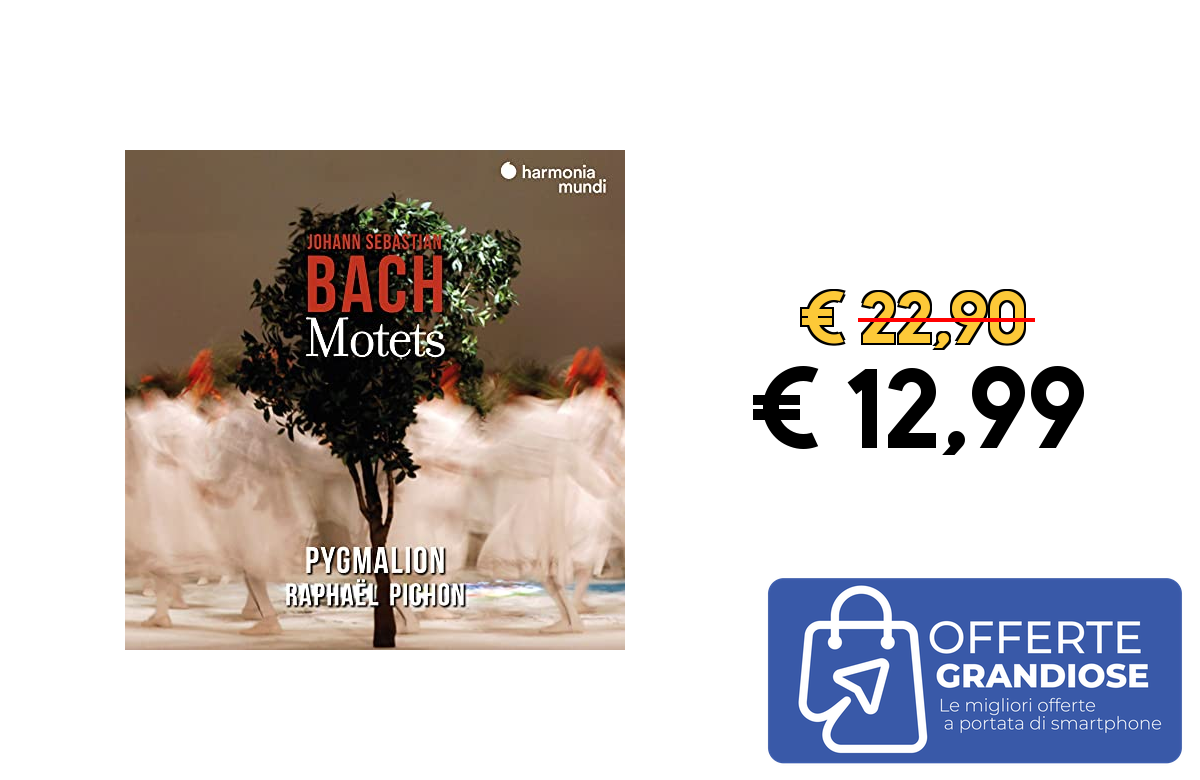 harmonia
mundi
JOHANN SEBASTIAN
BACH
Motets
PYGMALION
RAPHAËL PICHON
€ 22,90
€ 12,99
OFFERTE
GRANDIOSE
Le migliori offerte
a portata di smartphone